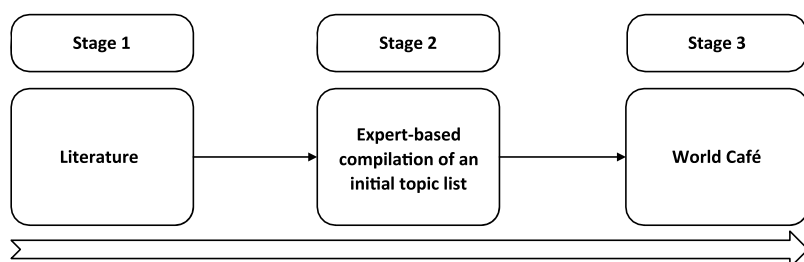 Stage 1
Stage 2
Stage 3
Literature
Expert-based
compilation of an
initial topic list
World Café